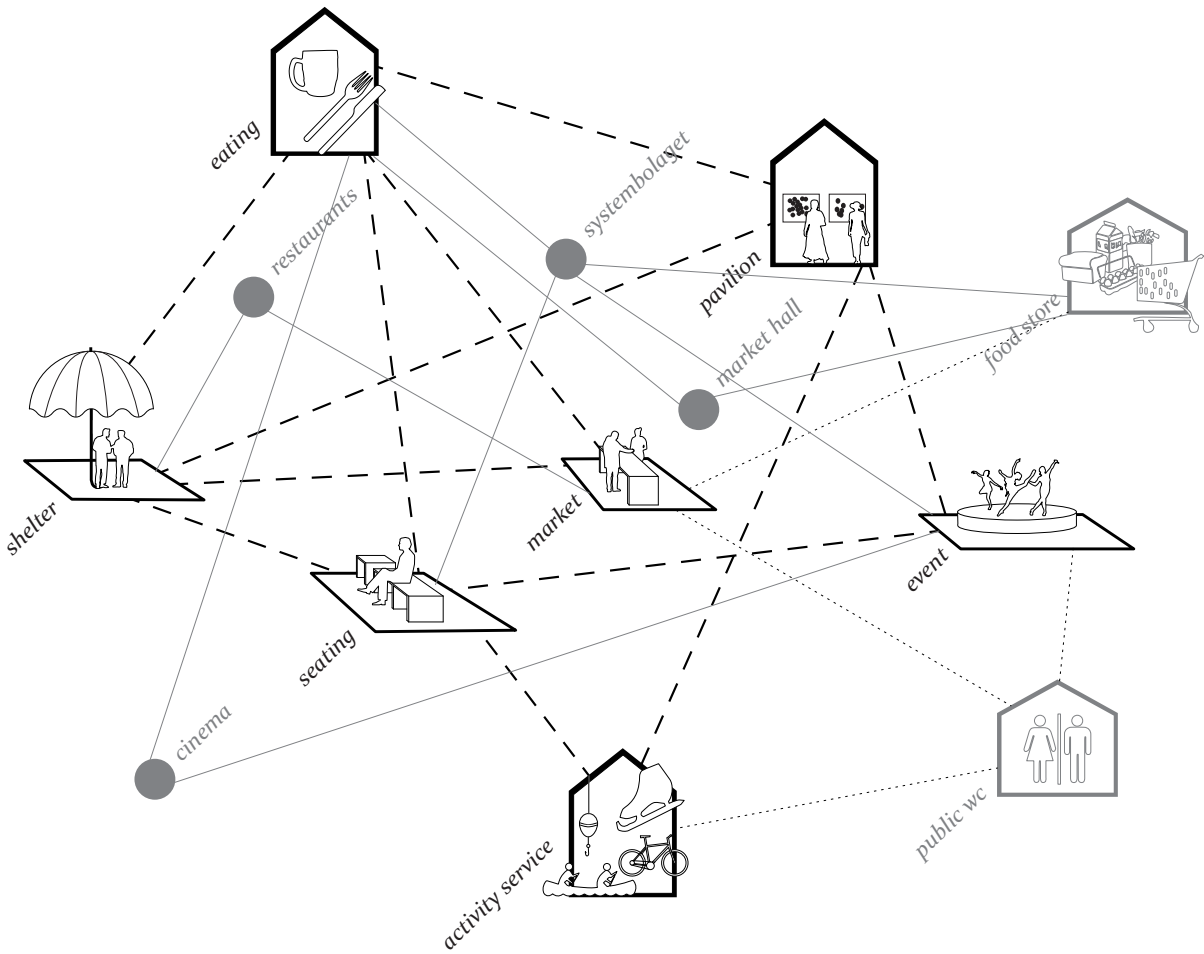 eating
systembolaget
restaurants
pavilion
market hall
food store
shelter
market
event
seating
cinema
public wc
activity service